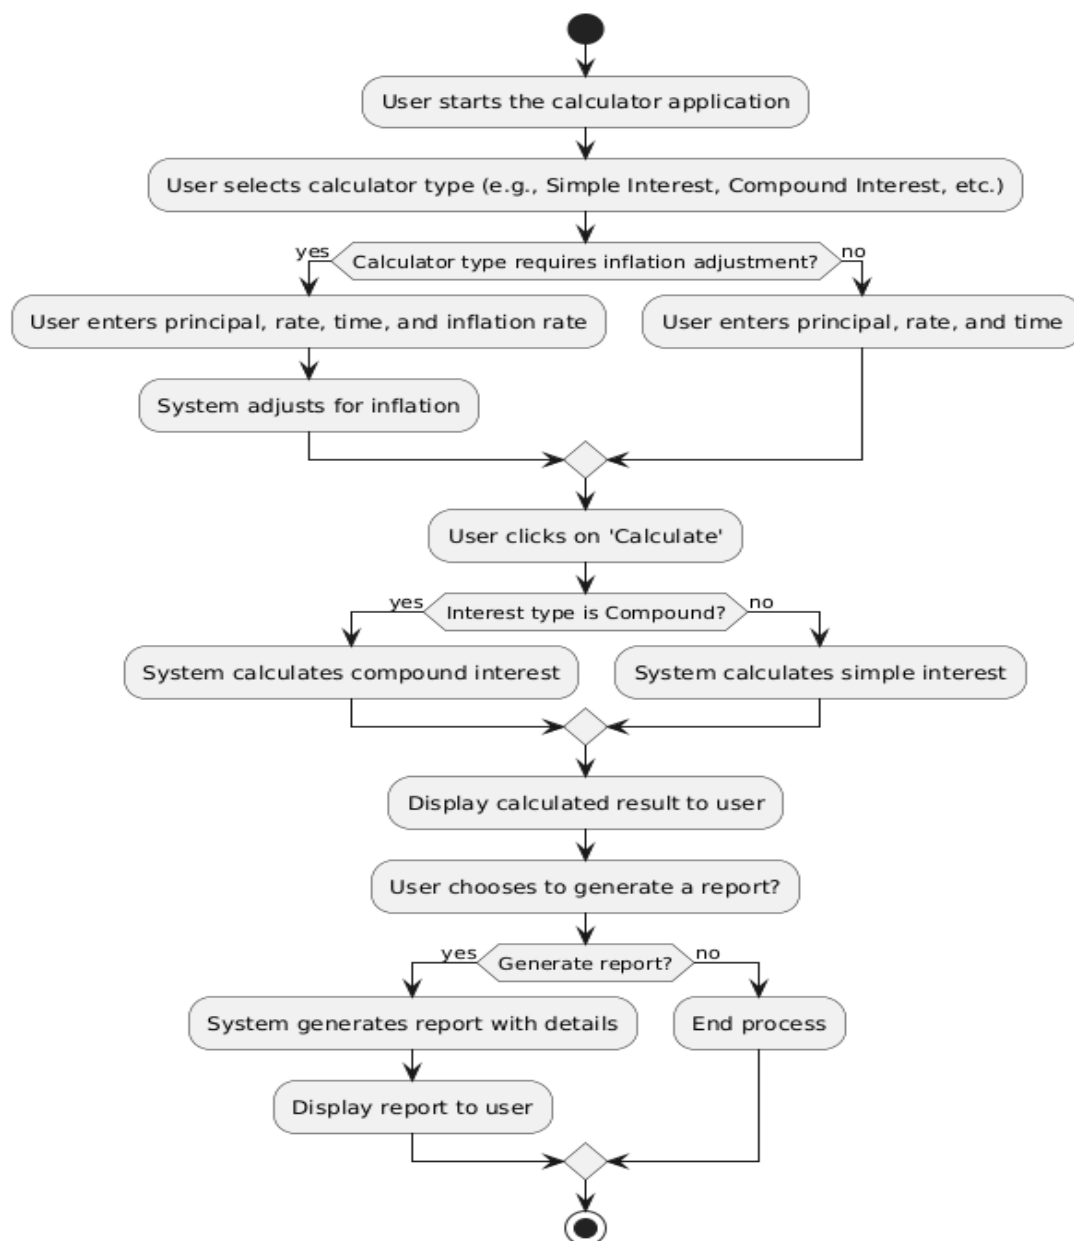 User starts the calculator application
User selects calculator type (e.g., Simple Interest, Compound Interest, etc.)
yes
Calculator type requires inflation adjustment?
no
User enters principal, rate, time, and inflation rate
User enters principal, rate, and time
System adjusts for inflation
User clicks on 'Calculate'
yes
Interest type is Compound?
no
System calculates compound interest
System calculates simple interest
Display calculated result to user
User chooses to generate a report?
yes
Generate report?
no
System generates report with details
End process
Display report to user